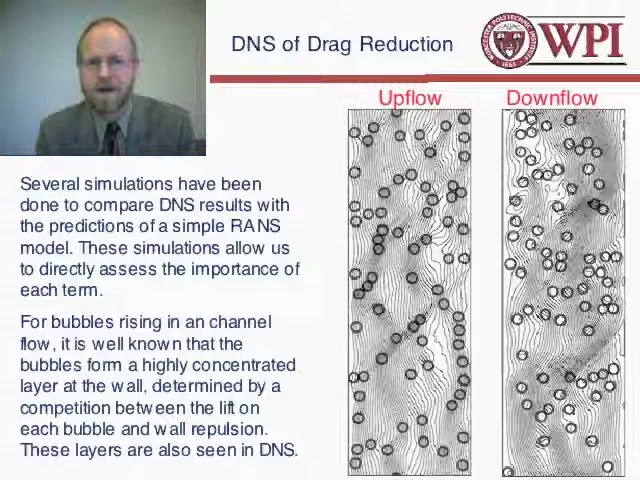 DNS of Drag Reduction
WPI
Upflow
Downflow
Several simulations have been
done to compare DNS results with
the predictions of a simple RANS
model. These simulations allow us
to directly assess the importance of
each term.
For bubbles rising in an channel
flow, it is well known that the
bubbles form a highly concentrated
layer at the wall, determined by a
competition between the lift on
each bubble and wall repulsion.
These layers are also seen in DNS.